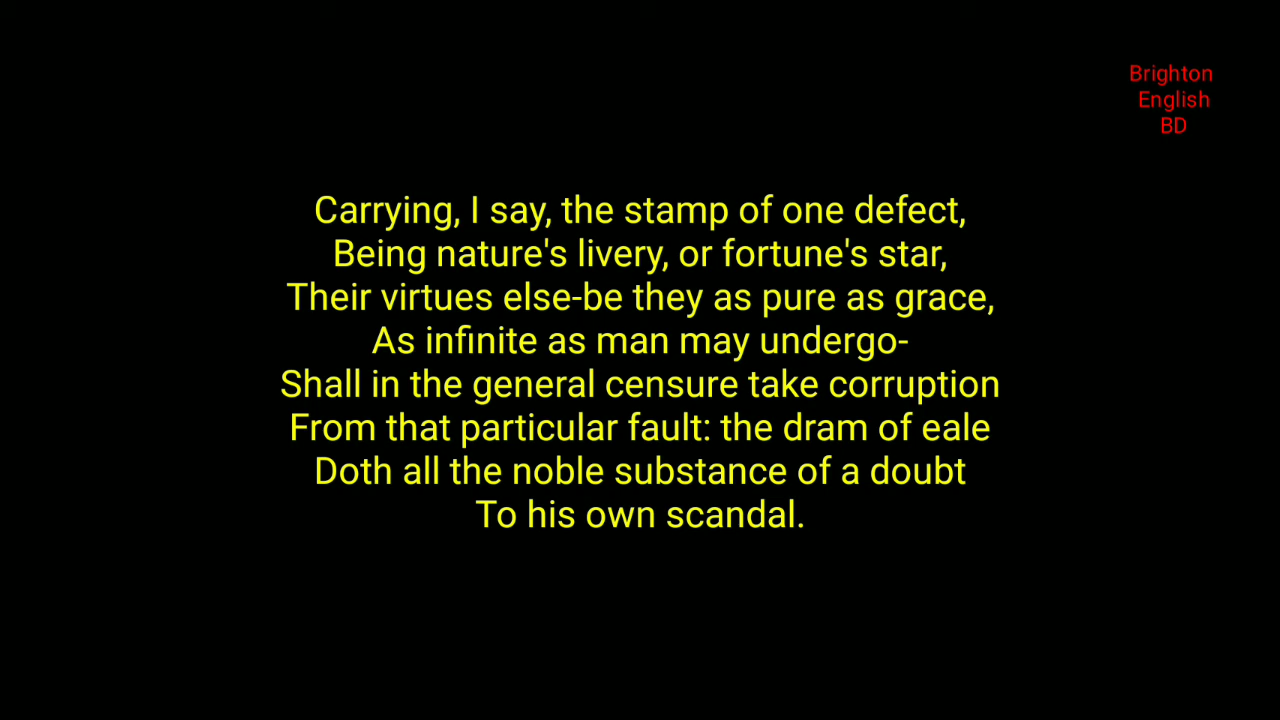 Brighton
English
BD
Carrying, I say, the stamp of one defect,
Being nature's livery, or fortune's star,
Their virtues else-be they as pure as grace,
As infinite as man may undergo-
Shall in the general censure take corruption
From that particular fault: the dram of eale
Doth all the noble substance of a doubt
To his own scandal.